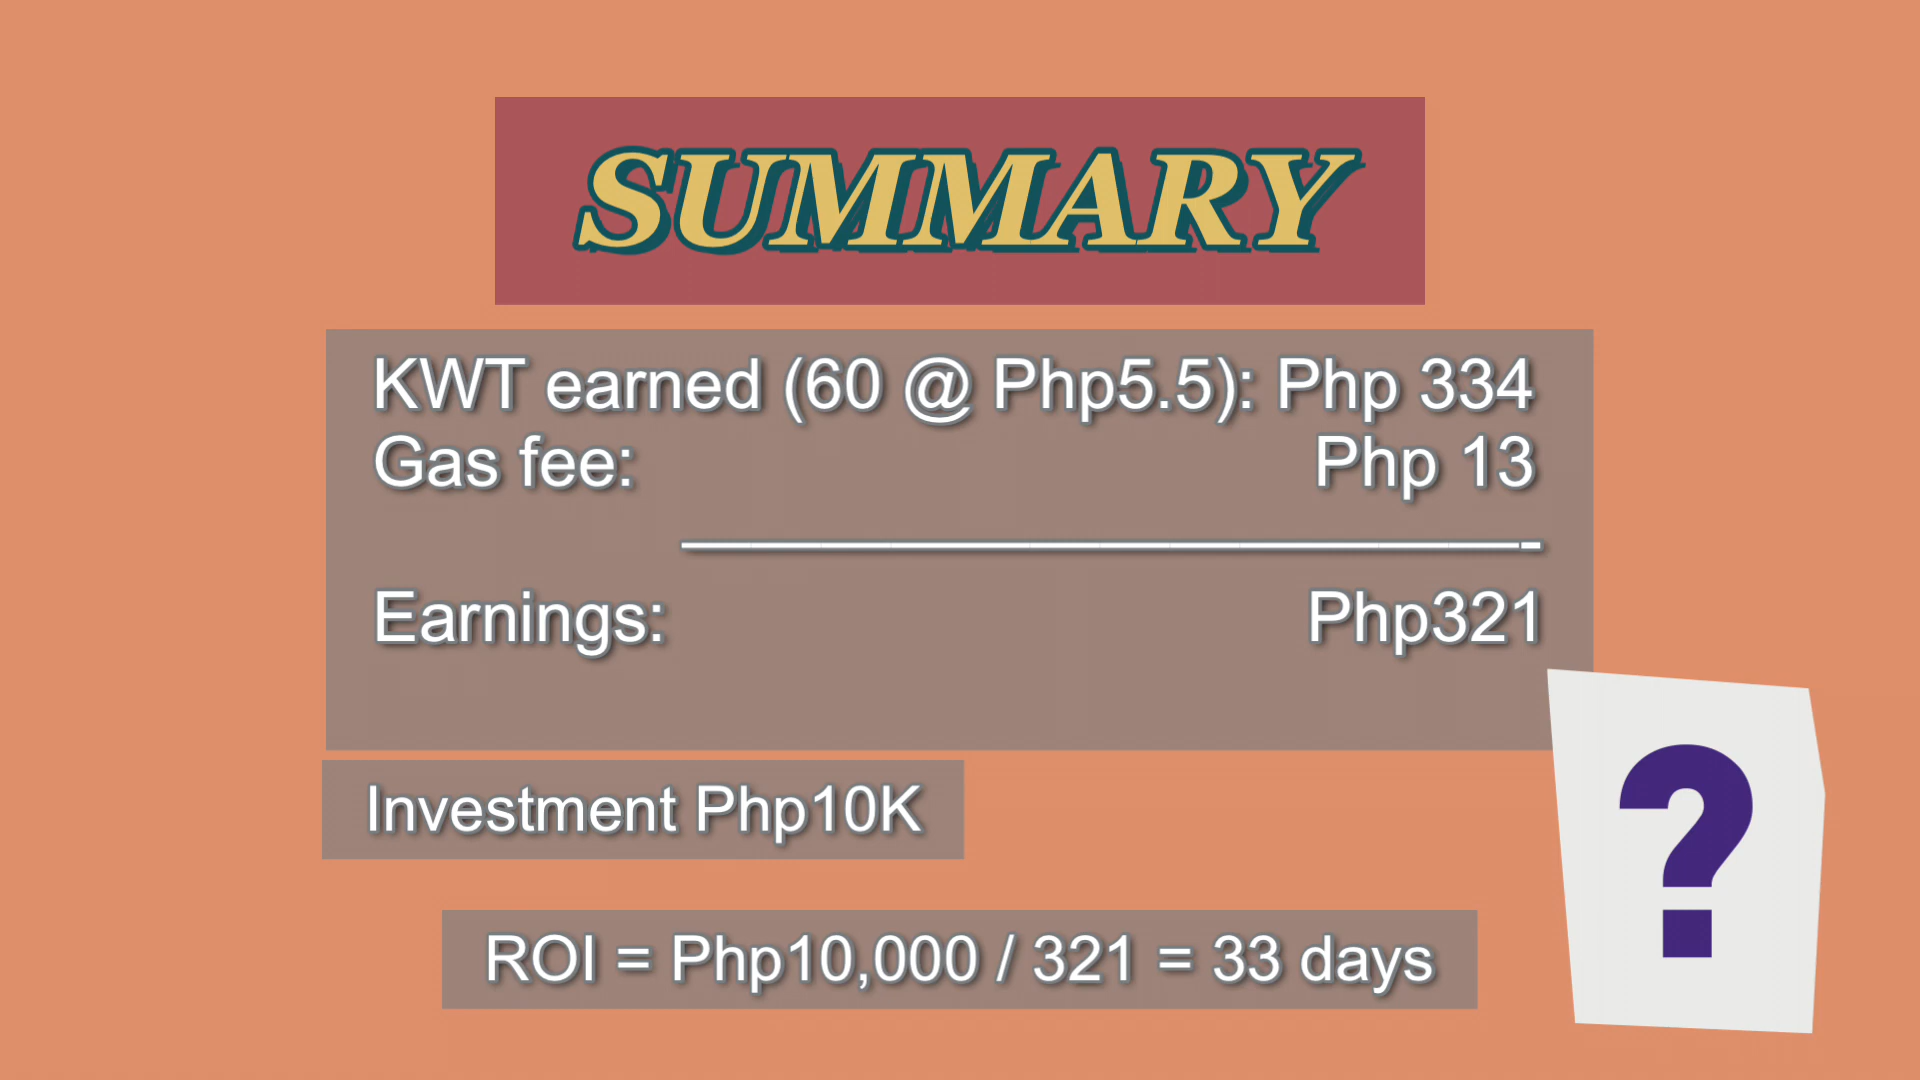 SUMMARY
KWT earned (60 @ Php5.5): Php 334
Gas fee: Php 13
Earnings: Php321
Investment Php10K
?
ROI = Php10,000 / 321 = 33 days